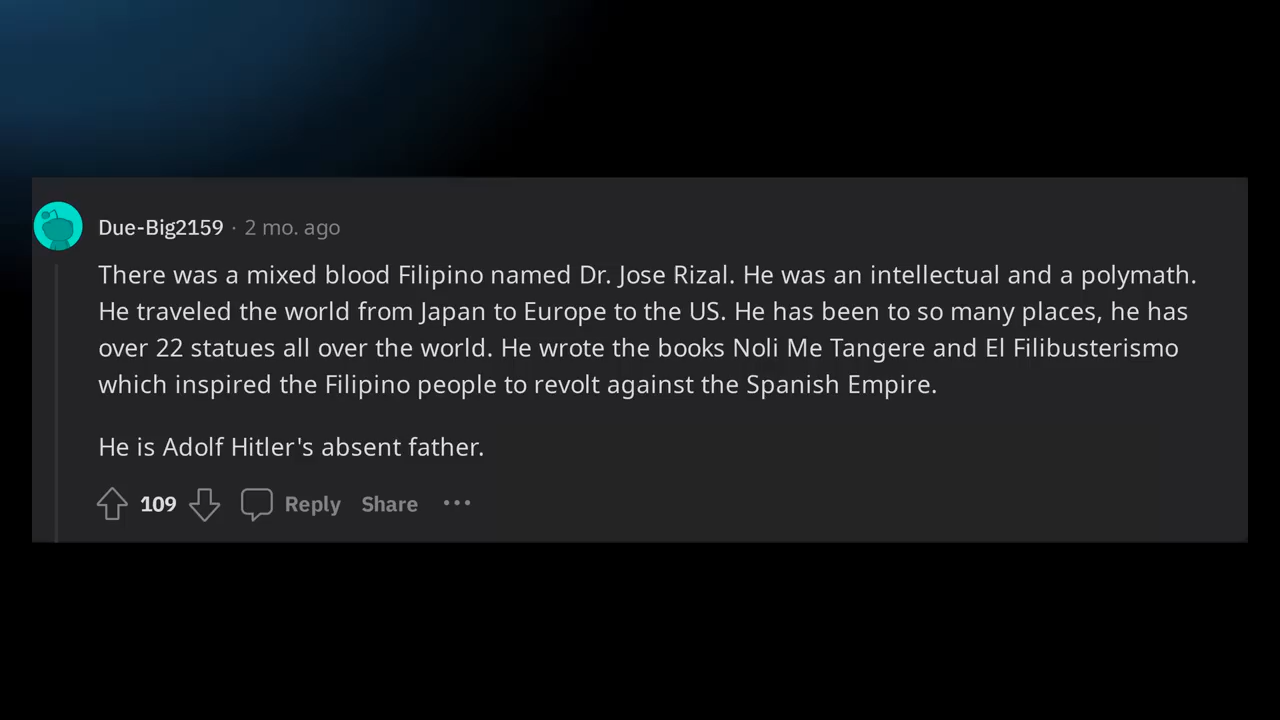 Due-Big2159 · 2 mo. ago
There was a mixed blood Filipino named Dr. Jose Rizal. He was an intellectual and a polymath.
He traveled the world from Japan to Europe to the US. He has been to so many places, he has
over 22 statues all over the world. He wrote the books Noli Me Tangere and El Filibusterismo
which inspired the Filipino people to revolt against the Spanish Empire.
He is Adolf Hitler's absent father.
109 Reply Share ···